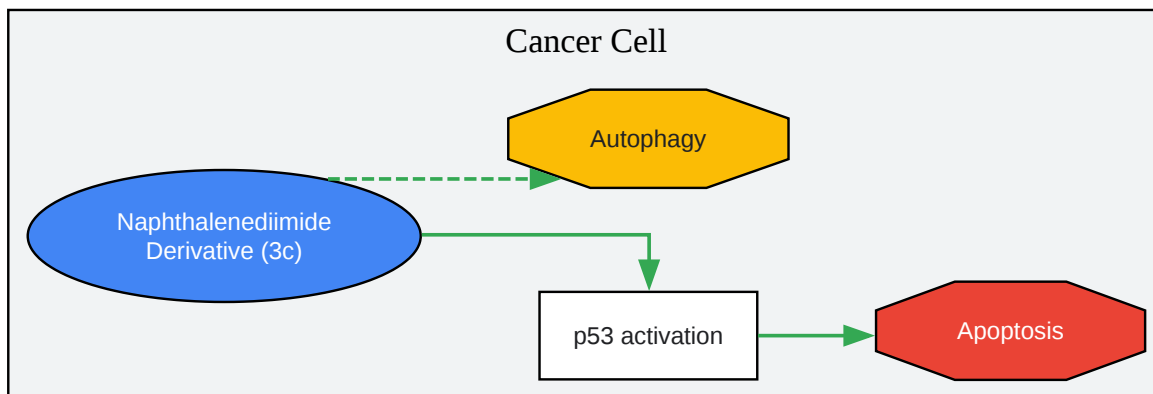 Cancer Cell
Autophagy
Naphthalenediimide
Derivative (3c)
p53 activation
Apoptosis